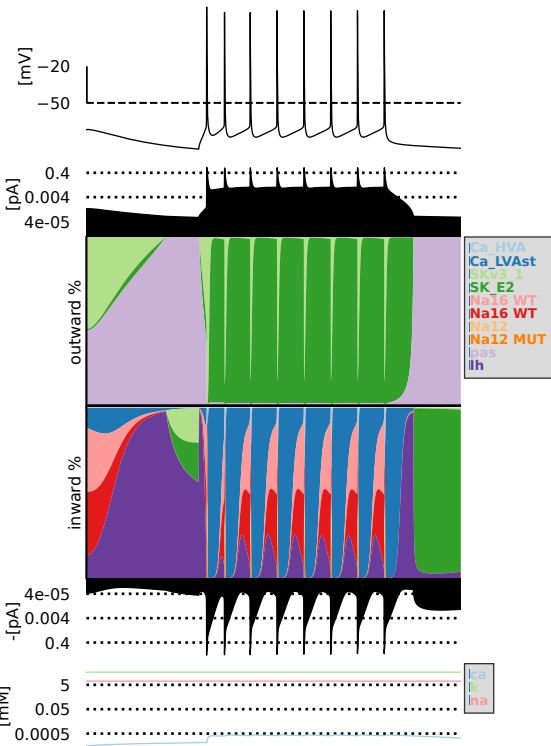 [mV]
−20
−50
[pA]
0.4
0.004
4e-05
outward %
Ca_HVA
Ca_LVAst
SKv3_1
SK_E2
Na16 WT
Na16 WT
Na12
Na12 MUT
pas
Ih
inward %
-[pA]
4e-05
0.004
0.4
[mM]
5
0.05
0.0005
ca
k
na